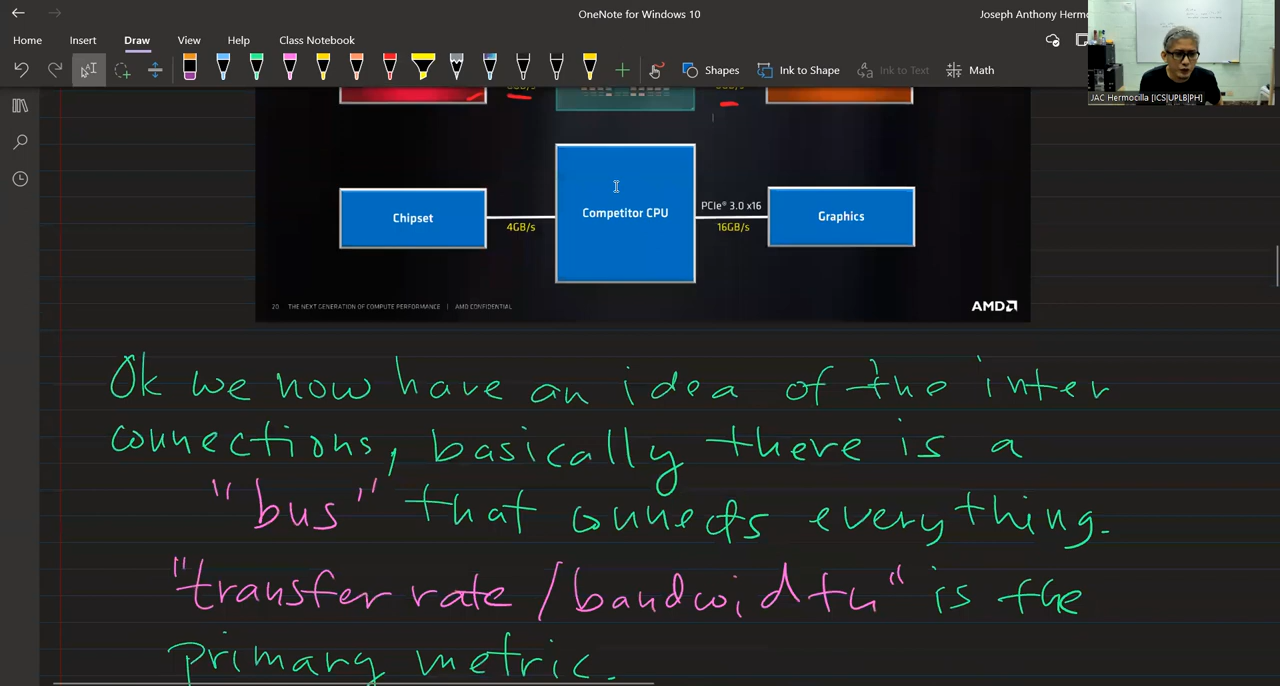 OneNote for Windows 10
Joseph Anthony Hermo
Home Insert Draw View Help Class Notebook
Shapes Ink to Shape Ink to Text Math
JAC Hermocilla [ICS|UPLB|PH]
Chipset
4GB/s
Competitor CPU
PCIe® 3.0 x16
16GB/s
Graphics
20 THE NEXT GENERATION OF COMPUTE PERFORMANCE | AMD CONFIDENTIAL
AMD
Ok we now have an idea of the inter
connections, basically there is a
"bus" that connects everything.
"transfer rate/bandwidth" is the
primary metric.